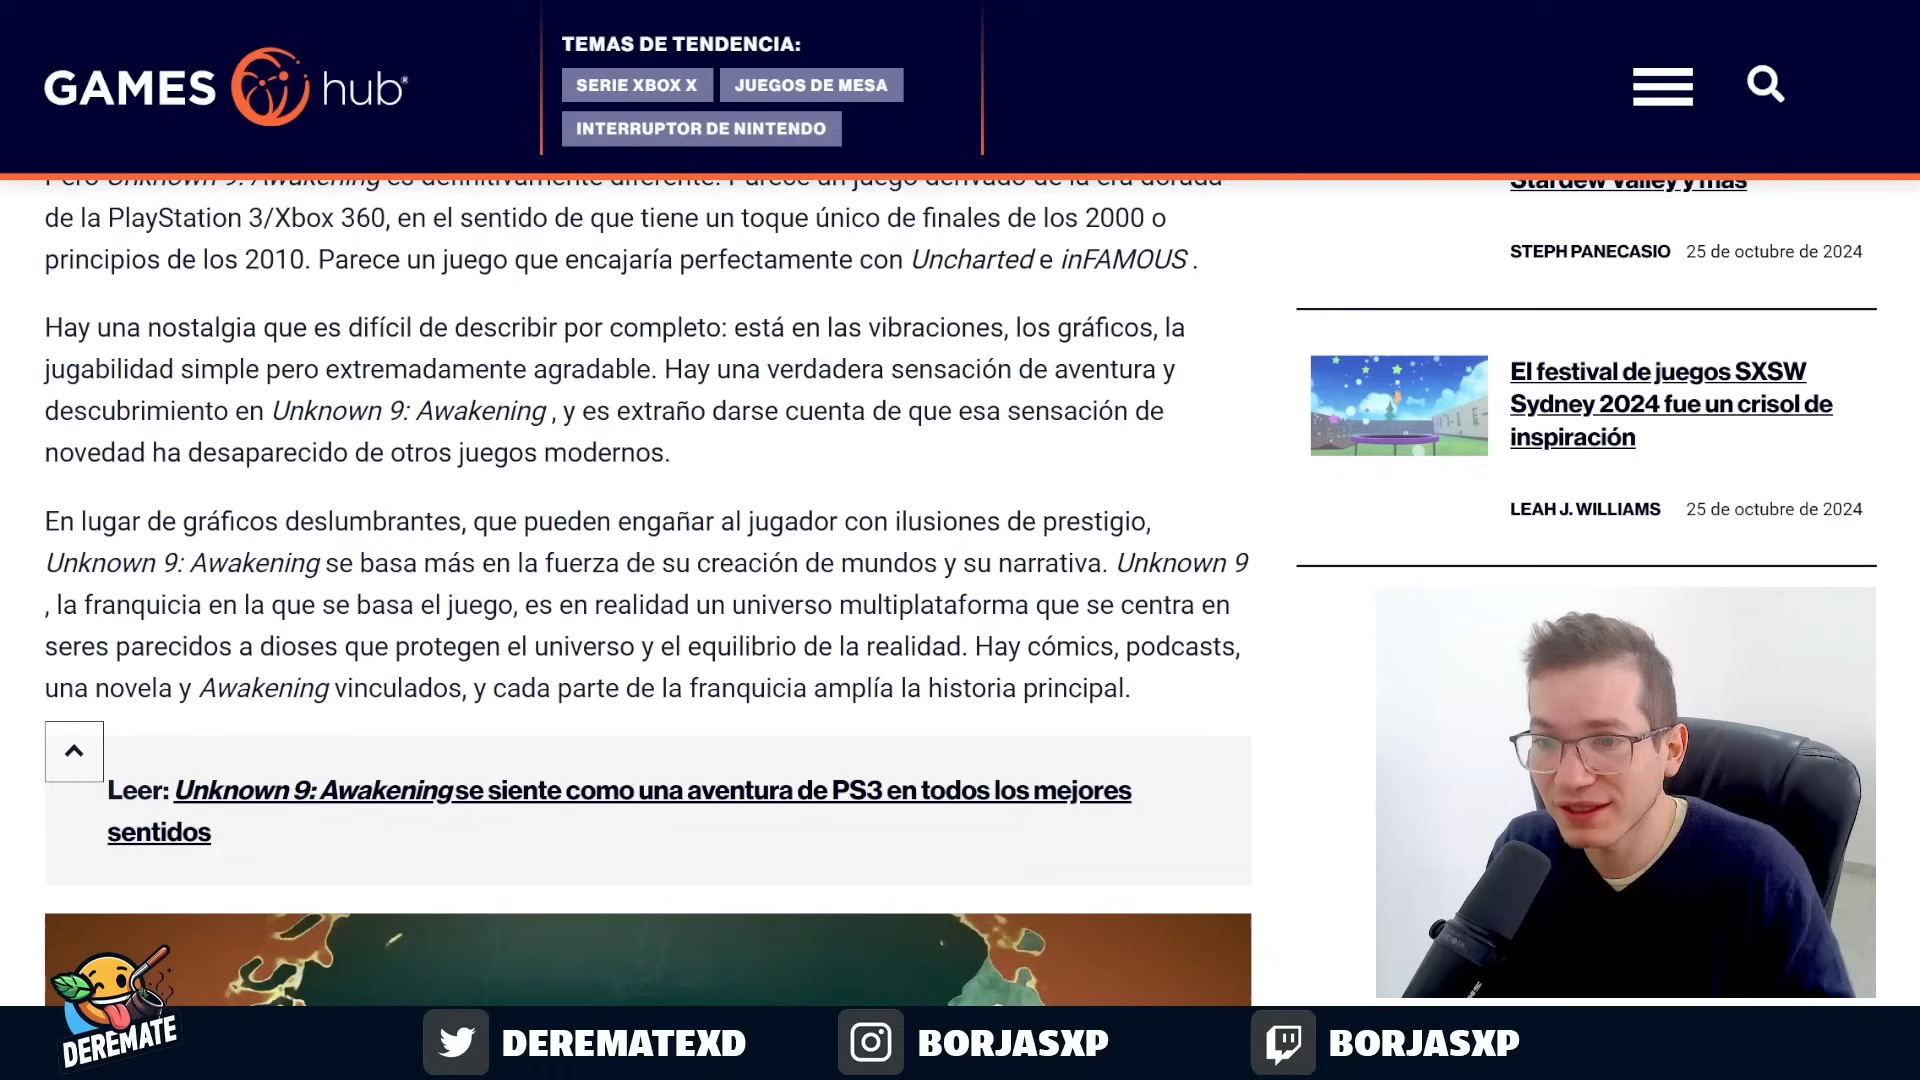 GAMES hub®
TEMAS DE TENDENCIA:
SERIE XBOX X
JUEGOS DE MESA
INTERRUPTOR DE NINTENDO
Pero Unknown 9: Awakening es definitivamente diferente. Parece un juego derivado de la era dorada
de la PlayStation 3/Xbox 360, en el sentido de que tiene un toque único de finales de los 2000 o
principios de los 2010. Parece un juego que encajaría perfectamente con Uncharted e inFAMOUS .
Hay una nostalgia que es difícil de describir por completo: está en las vibraciones, los gráficos, la
jugabilidad simple pero extremadamente agradable. Hay una verdadera sensación de aventura y
descubrimiento en Unknown 9: Awakening , y es extraño darse cuenta de que esa sensación de
novedad ha desaparecido de otros juegos modernos.
En lugar de gráficos deslumbrantes, que pueden engañar al jugador con ilusiones de prestigio,
Unknown 9: Awakening se basa más en la fuerza de su creación de mundos y su narrativa. Unknown 9
, la franquicia en la que se basa el juego, es en realidad un universo multiplataforma que se centra en
seres parecidos a dioses que protegen el universo y el equilibrio de la realidad. Hay cómics, podcasts,
una novela y Awakening vinculados, y cada parte de la franquicia amplía la historia principal.
Leer: Unknown 9: Awakening se siente como una aventura de PS3 en todos los mejores
sentidos
Stardew Valley y más
STEPH PANECASIO 25 de octubre de 2024
El festival de juegos SXSW
Sydney 2024 fue un crisol de
inspiración
LEAH J. WILLIAMS 25 de octubre de 2024
DEREMATE
DEREMATEXD
BORJASXP
BORJASXP